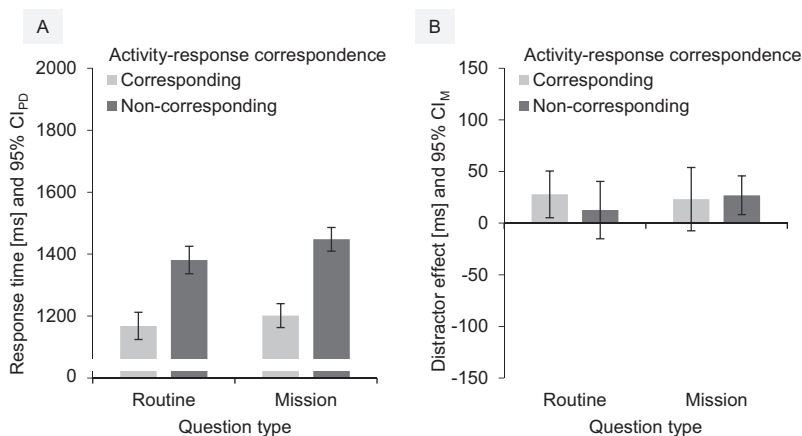 A
Activity-response correspondence
Corresponding
Non-corresponding
Response time [ms] and 95% CIPD
2000
1800
1600
1400
1200
0
Routine
Mission
Question type
B
Activity-response correspondence
Corresponding
Non-corresponding
Distractor effect [ms] and 95% CIM
150
100
50
0
-50
-100
-150
Routine
Mission
Question type